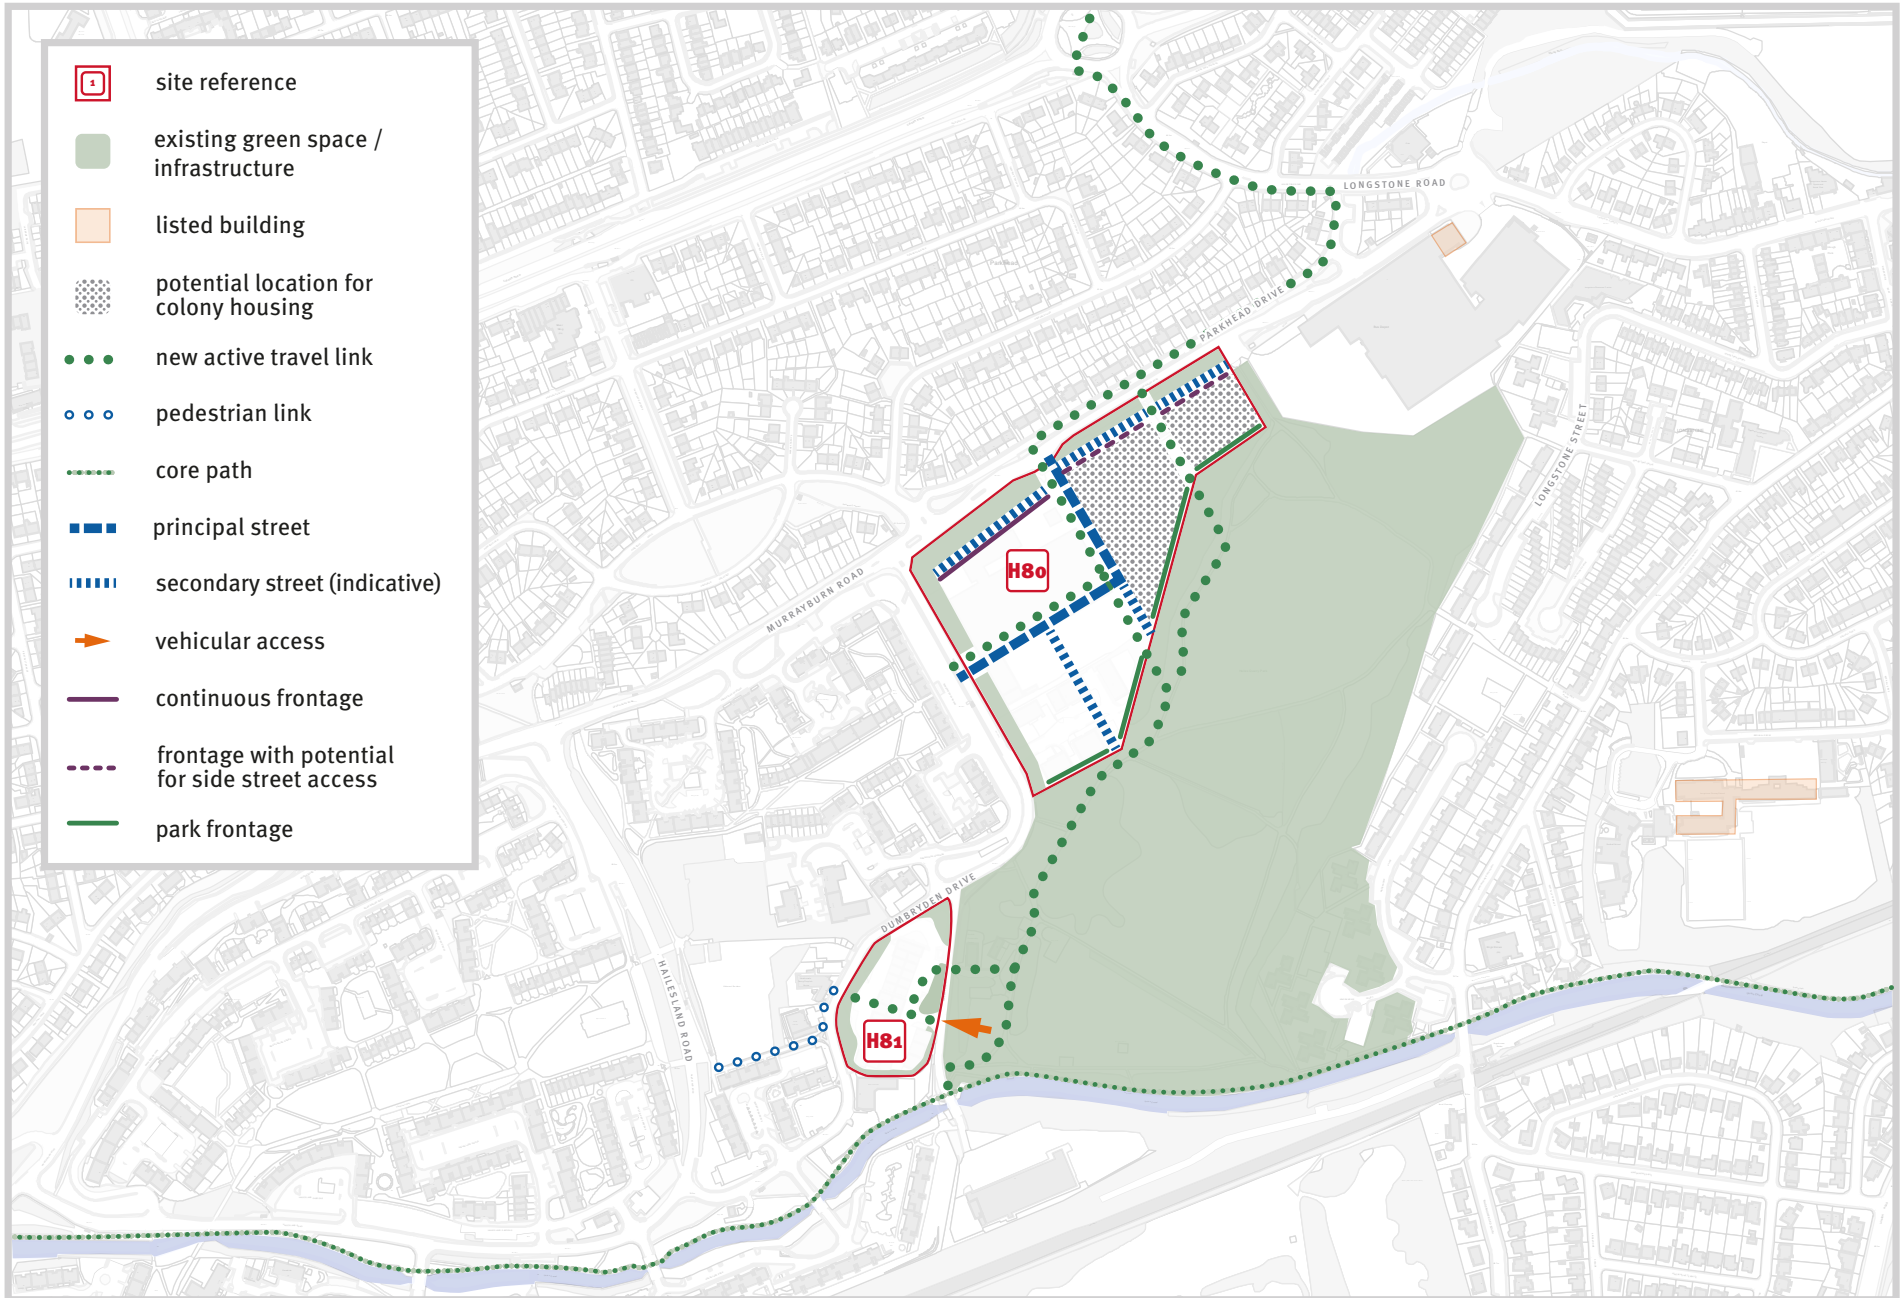 1
site reference
existing green space /
infrastructure
listed building
potential location for
colony housing
new active travel link
pedestrian link
core path
principal street
secondary street (indicative)
vehicular access
continuous frontage
frontage with potential
for side street access
park frontage
LONGSTONE ROAD
PARKHEAD DRIVE
LONGSTONE STREET
H80
MURRAYBURN ROAD
DUMBRYDEN DRIVE
HAILESLAND ROAD
H81